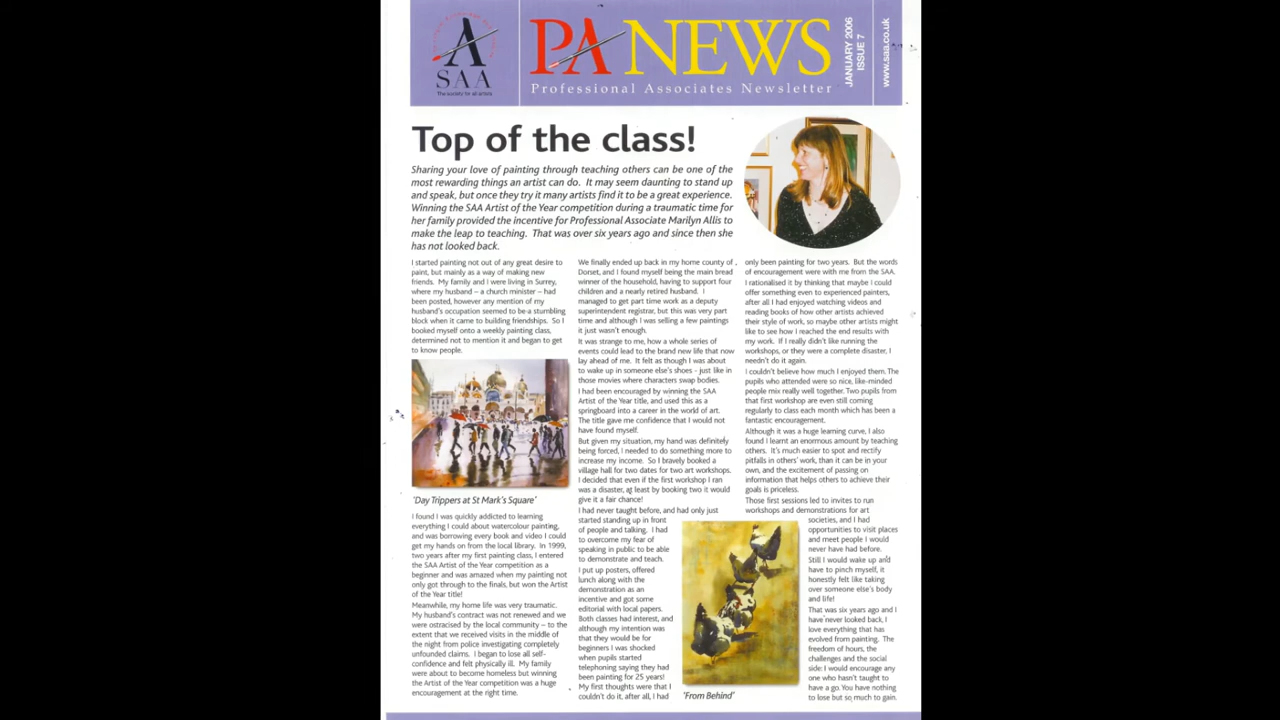 A
SAA
The society for all artists
PA NEWS
Professional Associates Newsletter
JANUARY 2006
ISSUE 7
www.saa.co.uk
Top of the class!
Sharing your love of painting through teaching others can be one of the
most rewarding things an artist can do. It may seem daunting to stand up
and speak, but once they try it many artists find it to be a great experience.
Winning the SAA Artist of the Year competition during a traumatic time for
her family provided the incentive for Professional Associate Marilyn Allis to
make the leap to teaching. That was over six years ago and since then she
has not looked back.
I started painting not out of any great desire to
paint, but mainly as a way of making new
friends. My family and I were living in Surrey,
where my husband – a church minister – had
been posted, however any mention of my
husband's occupation seemed to be a stumbling
block when it came to building friendships. So I
booked myself onto a weekly painting class,
determined not to mention it and began to get
to know people.
'Day Trippers at St Mark's Square'
I found I was quickly addicted to learning
everything I could about watercolour painting,
and was borrowing every book and video I could
get my hands on from the local library. In 1999,
two years after my first painting class, I entered
the SAA Artist of the Year competition as a
beginner and was amazed when my painting not
only got through to the finals, but won the Artist
of the Year title!
Meanwhile, my home life was very traumatic.
My husband's contract was not renewed and we
were ostracised by the local community – to the
extent that we received visits in the middle of
the night from police investigating completely
unfounded claims. I began to lose all self-
confidence and felt physically ill. My family
were about to become homeless but winning
the Artist of the Year competition was a huge
encouragement at the right time.
We finally ended up back in my home county of
Dorset, and I found myself being the main bread
winner of the household, having to support four
children and a nearly retired husband. I
managed to get part time work as a deputy
superintendent registrar, but this was very part
time and although I was selling a few paintings
it just wasn't enough.
It was strange to me, how a whole series of
events could lead to the brand new life that now
lay ahead of me. It felt as though I was about
to wake up in someone else's shoes - just like in
those movies where characters swap bodies.
I had been encouraged by winning the SAA
Artist of the Year title, and used this as a
springboard into a career in the world of art.
The title gave me confidence that I would not
have found myself.
But given my situation, my hand was definitely
being forced, I needed to do something more to
increase my income. So I bravely booked a
village hall for two dates for two art workshops.
I decided that even if the first workshop I ran
was a disaster, at least by booking two it would
give it a fair chance!
I had never taught before, and had only just
started standing up in front
of people and talking. I had
to overcome my fear of
speaking in public to be able
to demonstrate and teach.
I put up posters, offered
lunch along with the
demonstration as an
incentive and got some
editorial with local papers.
Both classes had interest, and
although my intention was
that they would be for
beginners I was shocked
when pupils started
telephoning saying they had
been painting for 25 years!
My first thoughts were that I
couldn't do it, after all, I had
'From Behind'
only been painting for two years. But the words
of encouragement were with me from the SAA.
I rationalised it by thinking that maybe I could
offer something even to experienced painters,
after all I had enjoyed watching videos and
reading books of how other artists achieved
their style of work, so maybe other artists might
like to see how I reached the end results with
my work. If I really didn't like running the
workshops, or they were a complete disaster, I
needn't do it again.
I couldn't believe how much I enjoyed them. The
pupils who attended were so nice, like-minded
people mix really well together. Two pupils from
that first workshop are even still coming
regularly to class each month which has been a
fantastic encouragement.
Although it was a huge learning curve, I also
found I learnt an enormous amount by teaching
others. It's much easier to spot and rectify
pitfalls in others' work, than it can be in your
own, and the excitement of passing on
information that helps others to achieve their
goals is priceless.
Those first sessions led to invites to run
workshops and demonstrations for art
societies, and I had
opportunities to visit places
and meet people I would
never have had before.
Still I would wake up and
have to pinch myself, it
honestly felt like taking
over someone else's body
and life!
That was six years ago and I
have never looked back, I
love everything that has
evolved from painting. The
freedom of hours, the
challenges and the social
side: I would encourage any
one who hasn't taught to
have a go. You have nothing
to lose but so much to gain.